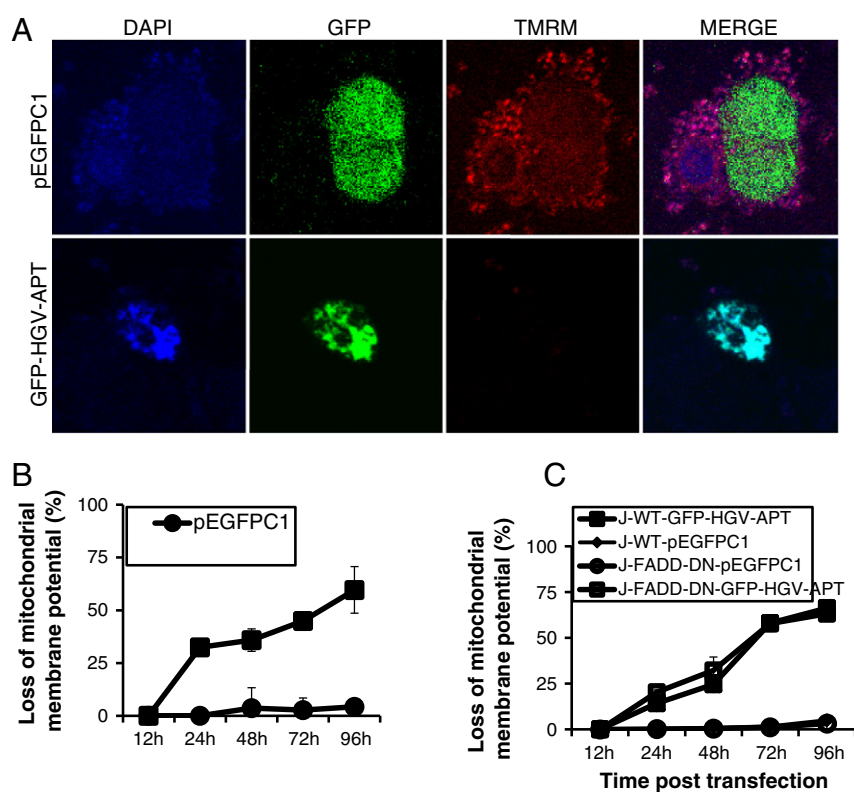 A
DAPI GFP TMRM MERGE
pEGFPC1
GFP-HGV-APT
B
Loss of mitochondrial
membrane potential (%)
100
75
50
25
0
pEGFPC1
12h 24h 48h 72h 96h
C
Loss of mitochondrial
membrane potential (%)
100
75
50
25
0
J-WT-GFP-HGV-APT
J-WT-pEGFPC1
J-FADD-DN-pEGFPC1
J-FADD-DN-GFP-HGV-APT
12h 24h 48h 72h 96h
Time post transfection